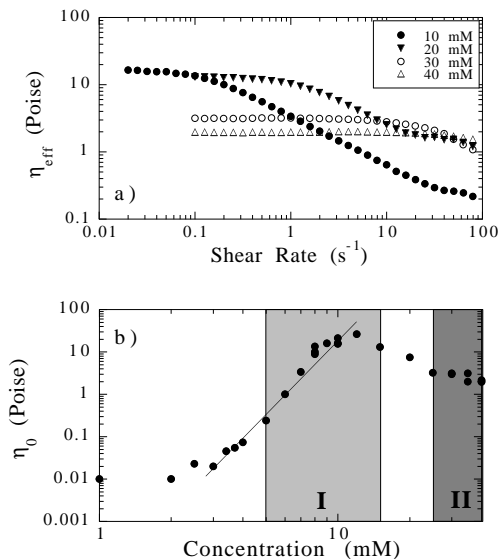 100
10
1
0.1
η_eff (Poise)
a)
10 mM
20 mM
30 mM
40 mM
0.01
0.1
1
10
100
Shear Rate (s⁻¹)
100
10
1
0.1
0.01
0.001
η₀ (Poise)
b)
I
II
1
10
Concentration (mM)